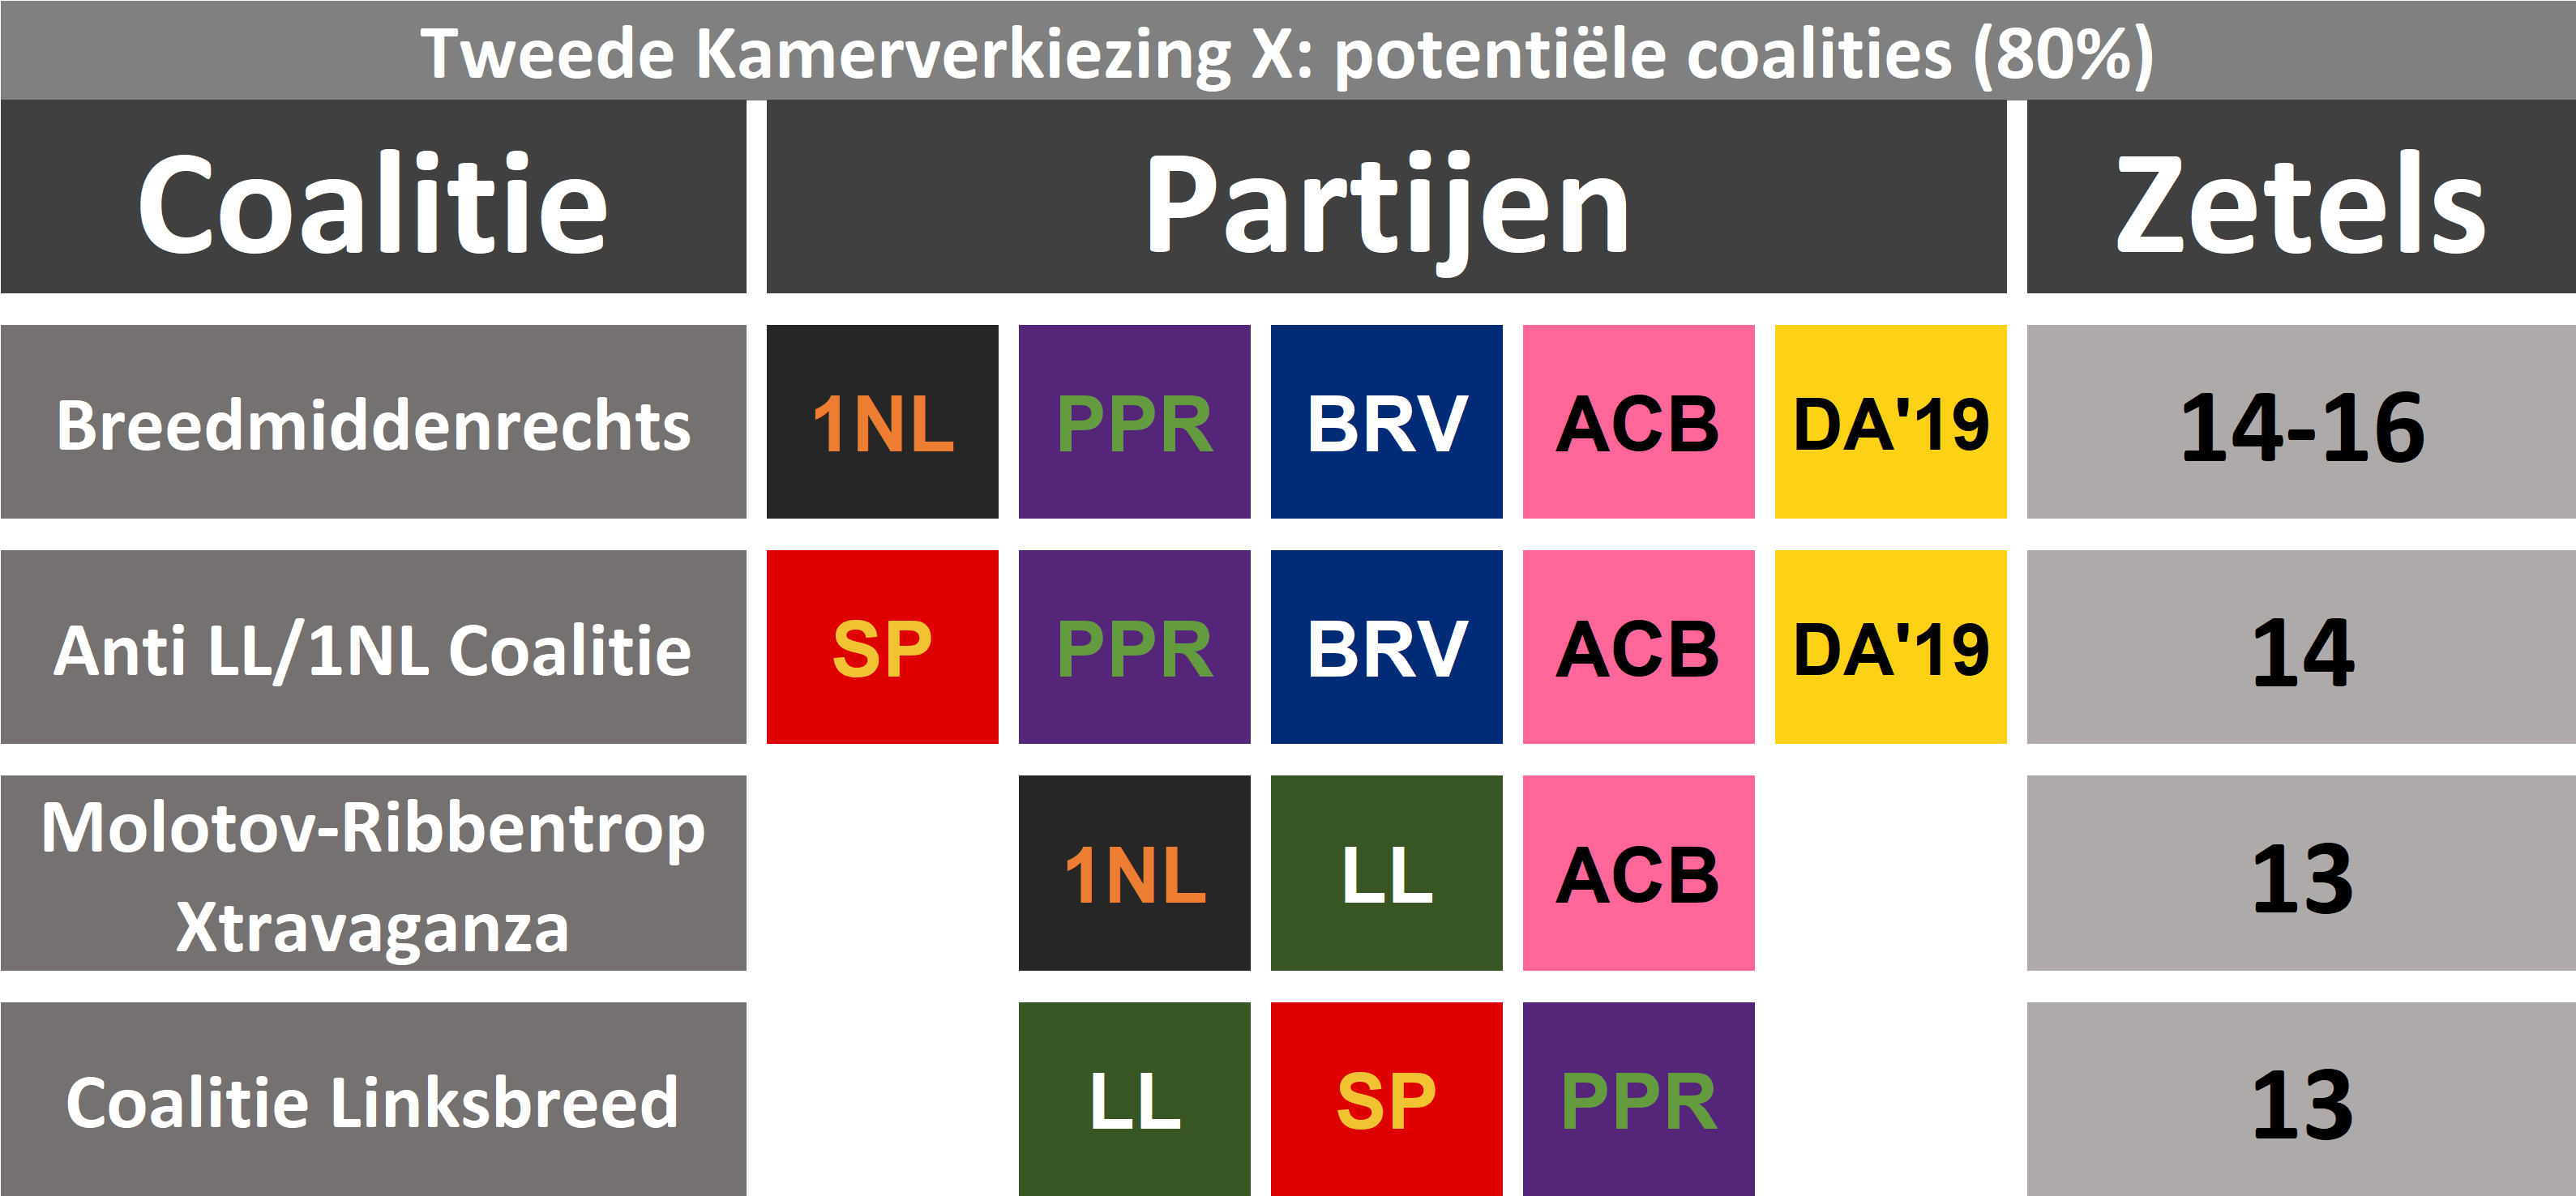 Tweede Kamerverkiezing X: potentiële coalities (80%)
Coalitie Partijen Zetels
Breedmiddenrechts 1NL PPR BRV ACB DA'19 14-16
Anti LL/1NL Coalitie SP PPR BRV ACB DA'19 14
Molotov-Ribbentrop
Xtravaganza 1NL LL ACB 13
Coalitie Linksbreed LL SP PPR 13